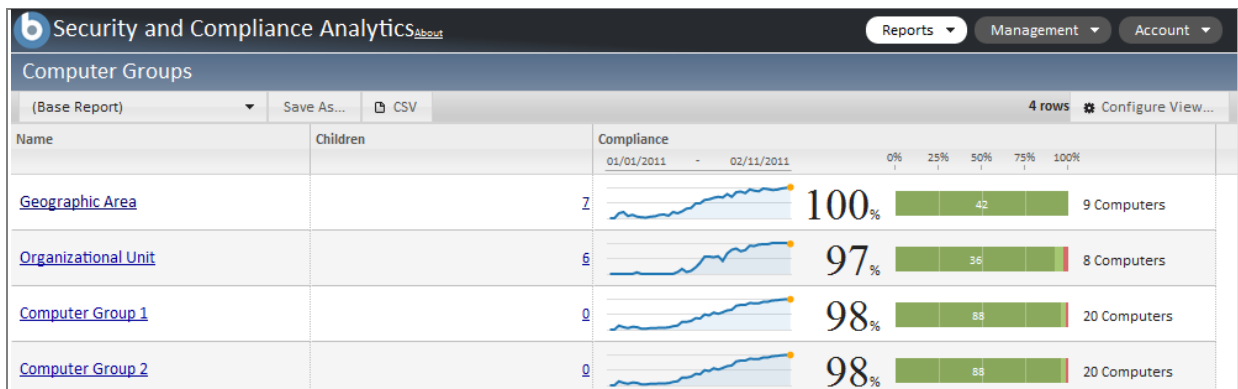 b Security and Compliance Analytics About
Reports Management Account
Computer Groups
(Base Report) Save As... CSV 4 rows Configure View...
Name Children Compliance
01/01/2011 - 02/11/2011 0% 25% 50% 75% 100%
Geographic Area 7 100% 42 9 Computers
Organizational Unit 6 97% 36 8 Computers
Computer Group 1 0 98% 88 20 Computers
Computer Group 2 0 98% 88 20 Computers